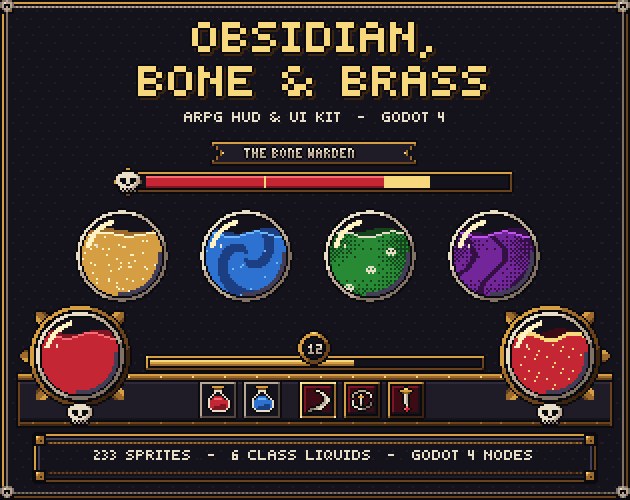 OBSIDIAN,
BONE & BRASS
ARPG HUD & UI KIT - GODOT 4
THE BONE WARDEN
12
233 SPRITES - 6 CLASS LIQUIDS - GODOT 4 NODES